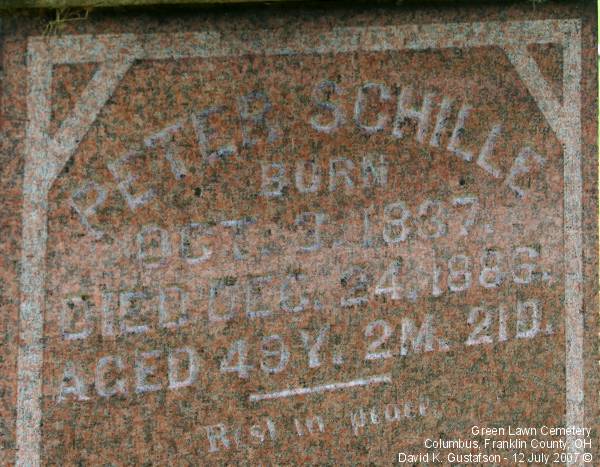 PETER SCHILLE
BORN
OCT. 3. 1837.
DIED DEC. 24. 1886.
AGED 49Y. 2M. 21D.
Rest in peace.
Green Lawn Cemetery
Columbus, Franklin County, OH
David K. Gustafson - 12 July 2007 ©